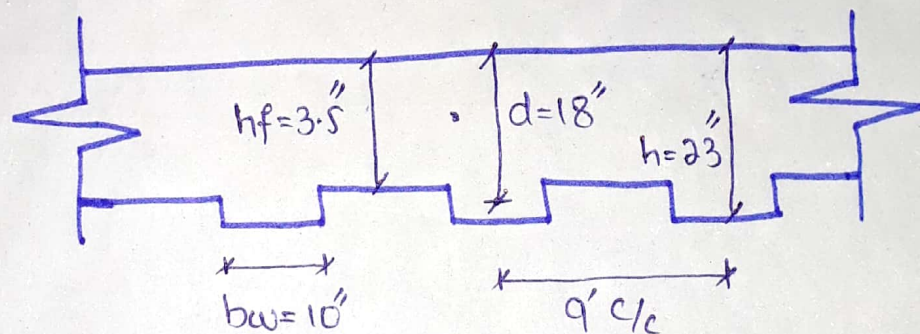 hf=3.5"
d=18"
h=23"
bw=10"
9' c/c